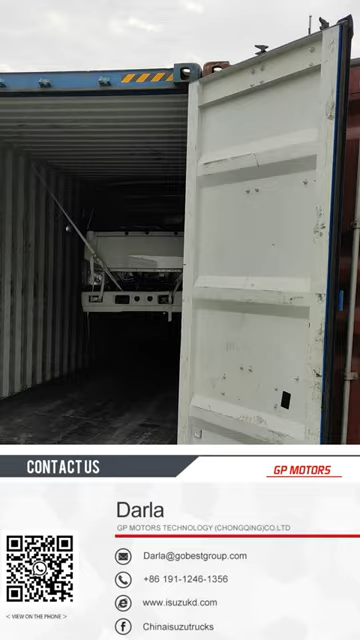 CONTACT US
GP MOTORS
Darla
GP MOTORS TECHNOLOGY (CHONGQING)CO.LTD
Darla@gobestgroup.com
+86 191-1246-1356
www.isuzukd.com
Chinaisuzutrucks
< VIEW ON THE PHONE >